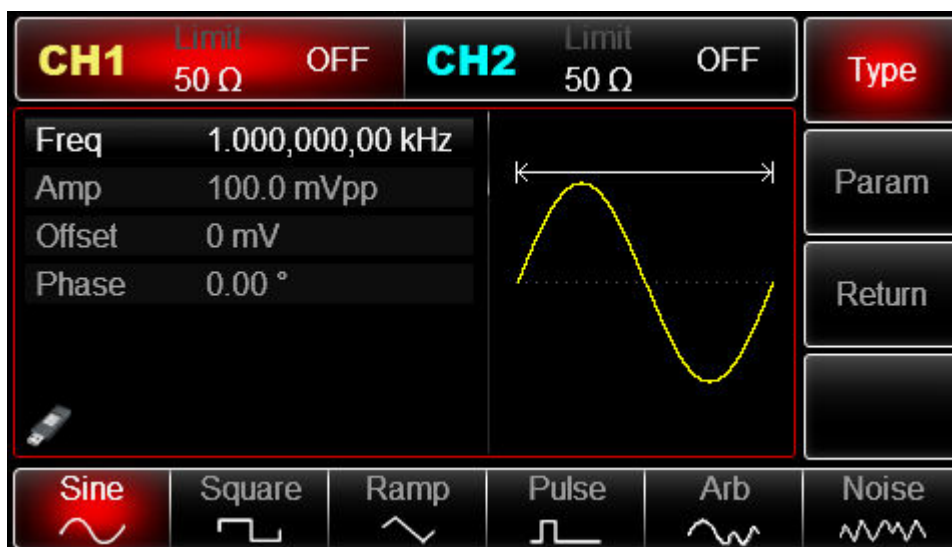 CH1 Limit 50 Ω OFF
CH2 Limit 50 Ω OFF
Type
Freq 1.000,000,00 kHz
Amp 100.0 mVpp
Offset 0 mV
Phase 0.00 °
Param
Return
Sine Square Ramp Pulse Arb Noise